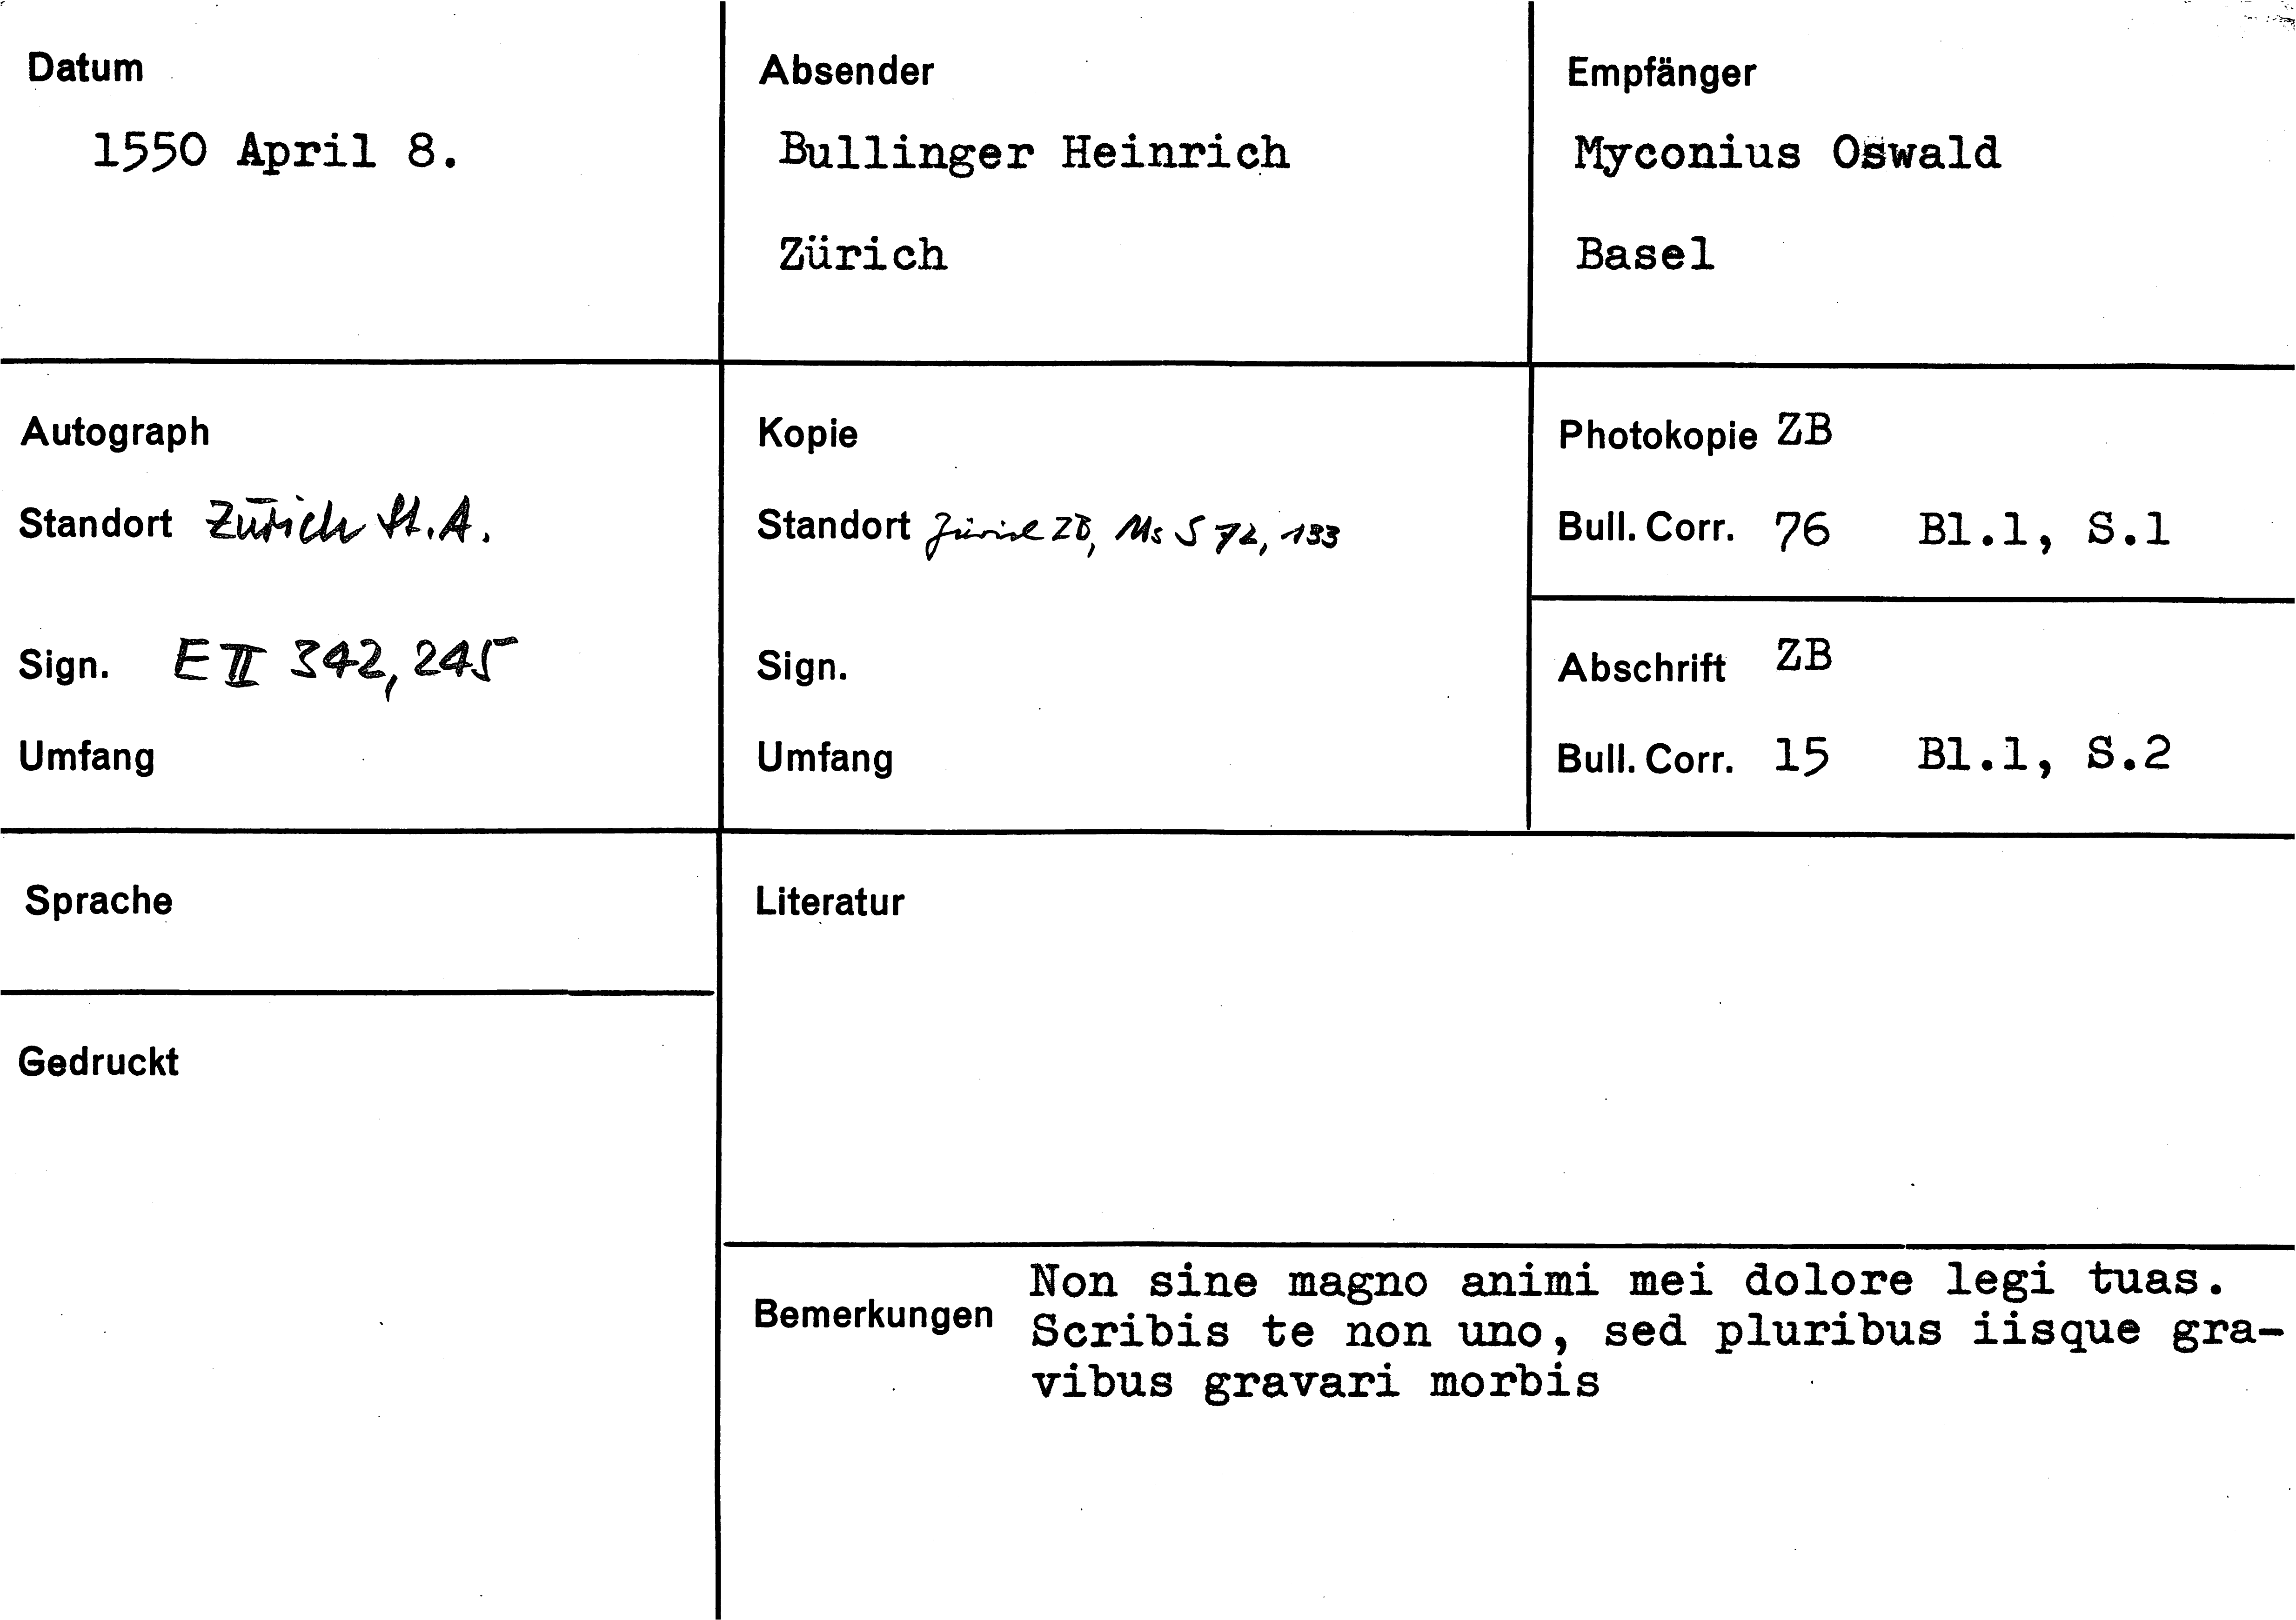 Datum
1550 April 8.
Absender
Bullinger Heinrich
Zürich
Empfänger
Myconius Oswald
Basel
Autograph
Standort Zürich St.A.
Sign. E II 342, 245
Umfang
Kopie
Standort Zürich ZB, Ms S 72, 133
Sign.
Umfang
Photokopie ZB
Bull. Corr. 76 Bl.1, S.1
Abschrift ZB
Bull. Corr. 15 Bl.1, S.2
Sprache
Gedruckt
Literatur
Bemerkungen
Non sine magno animi mei dolore legi tuas.
Scribis te non uno, sed pluribus iisque gra-
vibus gravari morbis